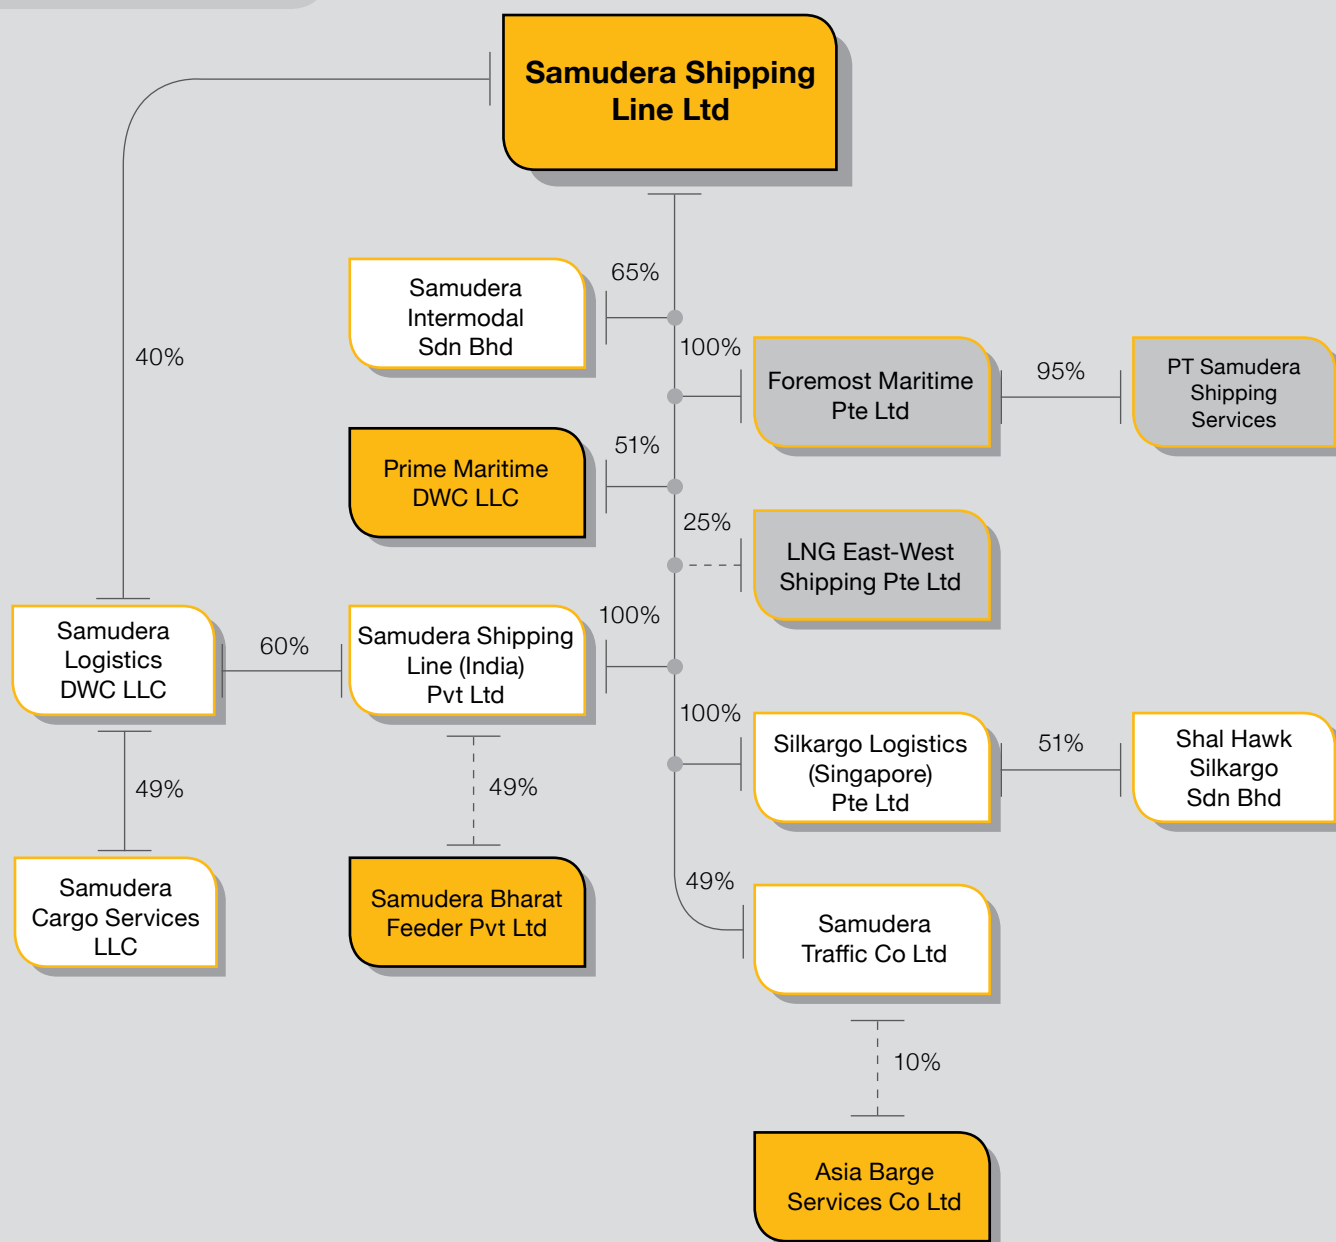 Samudera Shipping
Line Ltd
65%
Samudera
Intermodal
Sdn Bhd
40%
100%
Foremost Maritime
Pte Ltd
95%
PT Samudera
Shipping
Services
51%
Prime Maritime
DWC LLC
25%
LNG East-West
Shipping Pte Ltd
Samudera
Logistics
DWC LLC
60%
Samudera Shipping
Line (India)
Pvt Ltd
100%
100%
Silkargo Logistics
(Singapore)
Pte Ltd
51%
Shal Hawk
Silkargo
Sdn Bhd
49%
49%
Samudera
Cargo Services
LLC
Samudera Bharat
Feeder Pvt Ltd
49%
Samudera
Traffic Co Ltd
10%
Asia Barge
Services Co Ltd